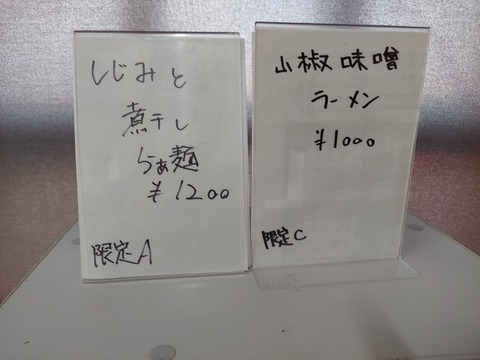 しじみと
煮干し
らぁ麺
¥1200
限定A
山椒味噌
ラーメン
¥1000
限定C